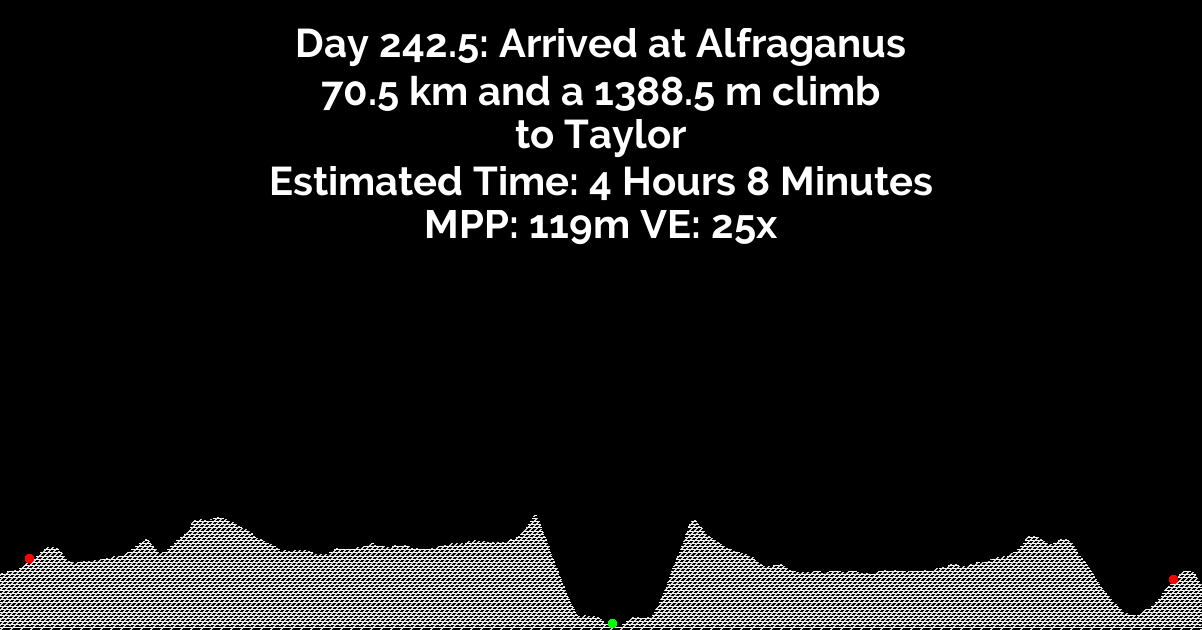 Day 242.5: Arrived at Alfraganus
70.5 km and a 1388.5 m climb
to Taylor
Estimated Time: 4 Hours 8 Minutes
MPP: 119m VE: 25x